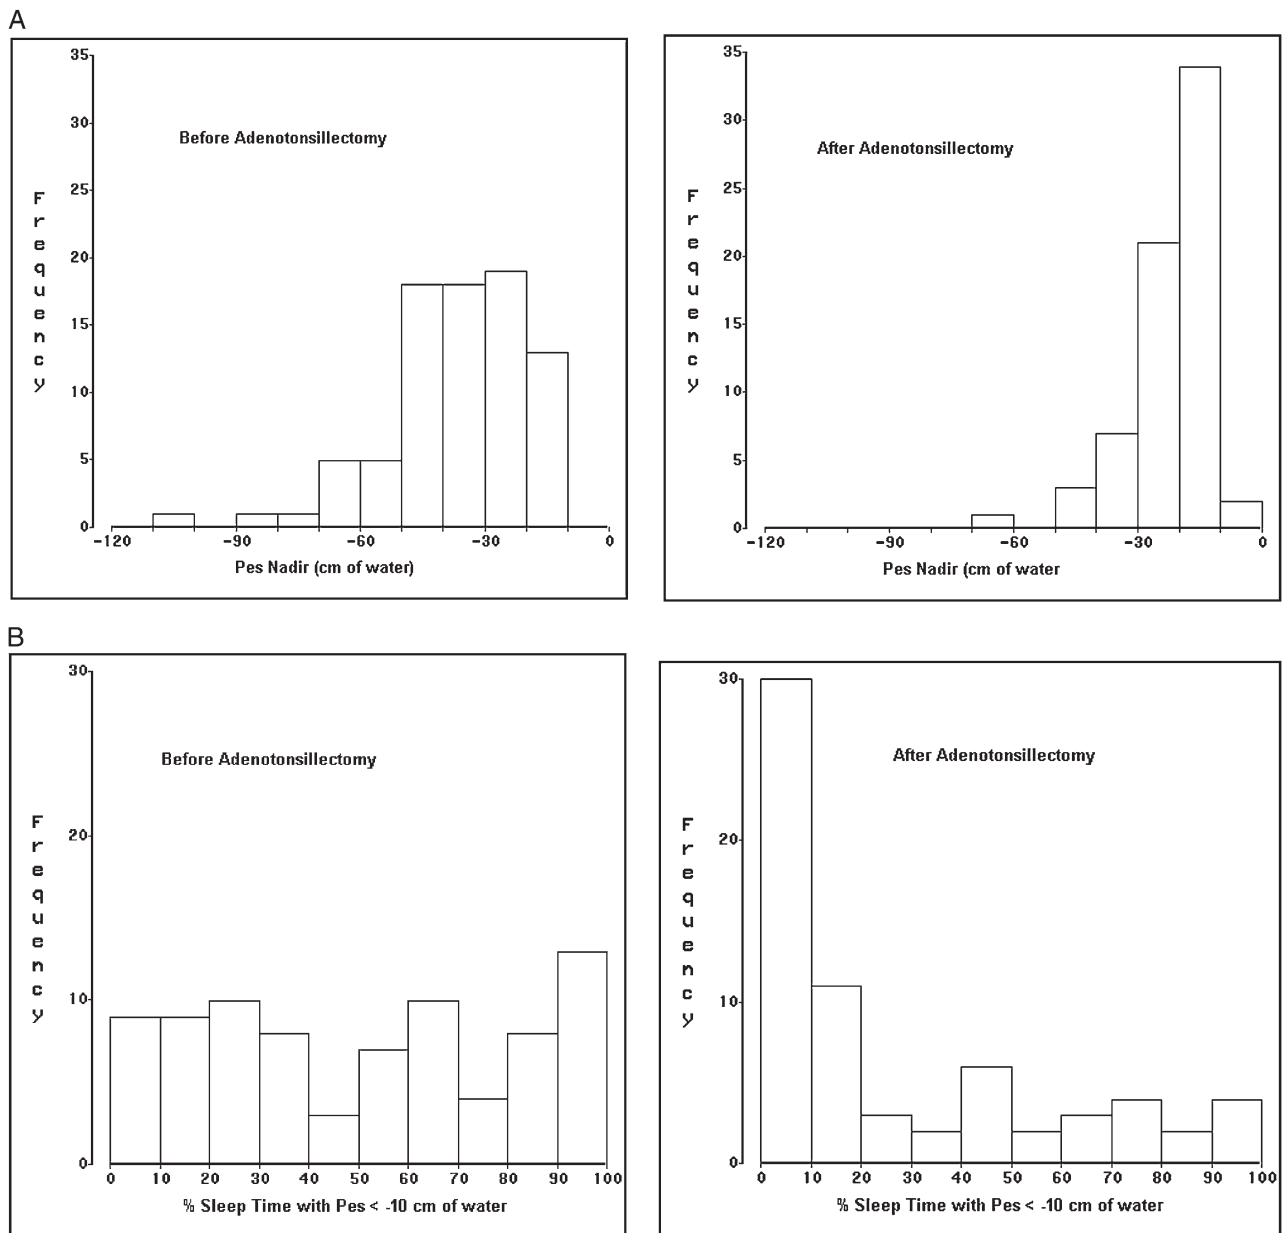 A
35
30
25
20
15
10
5
0
Before Adenotonsillectomy
Frequency
-120 -90 -60 -30 0
Pes Nadir (cm of water)
35
30
25
20
15
10
5
0
After Adenotonsillectomy
Frequency
-120 -90 -60 -30 0
Pes Nadir (cm of water
B
30
20
10
0
Before Adenotonsillectomy
Frequency
0 10 20 30 40 50 60 70 80 90 100
% Sleep Time with Pes < -10 cm of water
30
20
10
0
After Adenotonsillectomy
Frequency
0 10 20 30 40 50 60 70 80 90 100
% Sleep Time with Pes < -10 cm of water